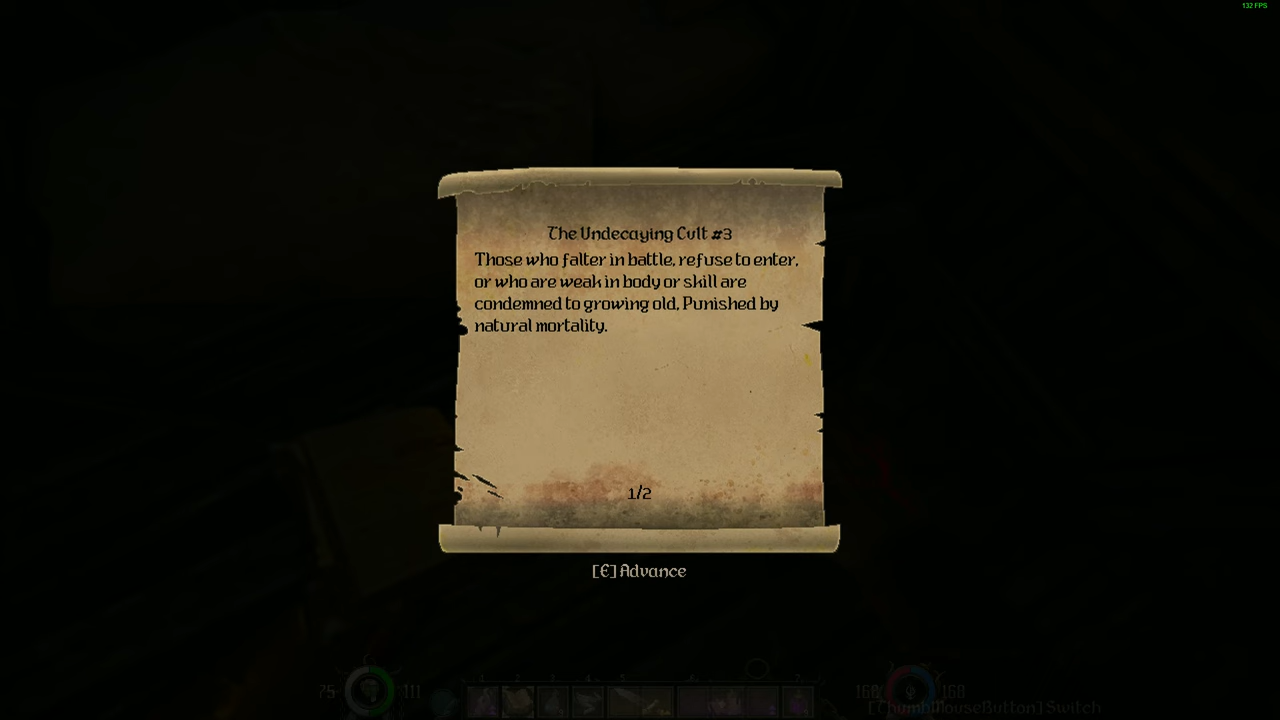 132 FPS
The Undecaying Cult #3
Those who falter in battle, refuse to enter,
or who are weak in body or skill are
condemned to growing old, Punished by
natural mortality.
1/2
[E] Advance
75 111
160 160
[ThumbMouseButton] Switch